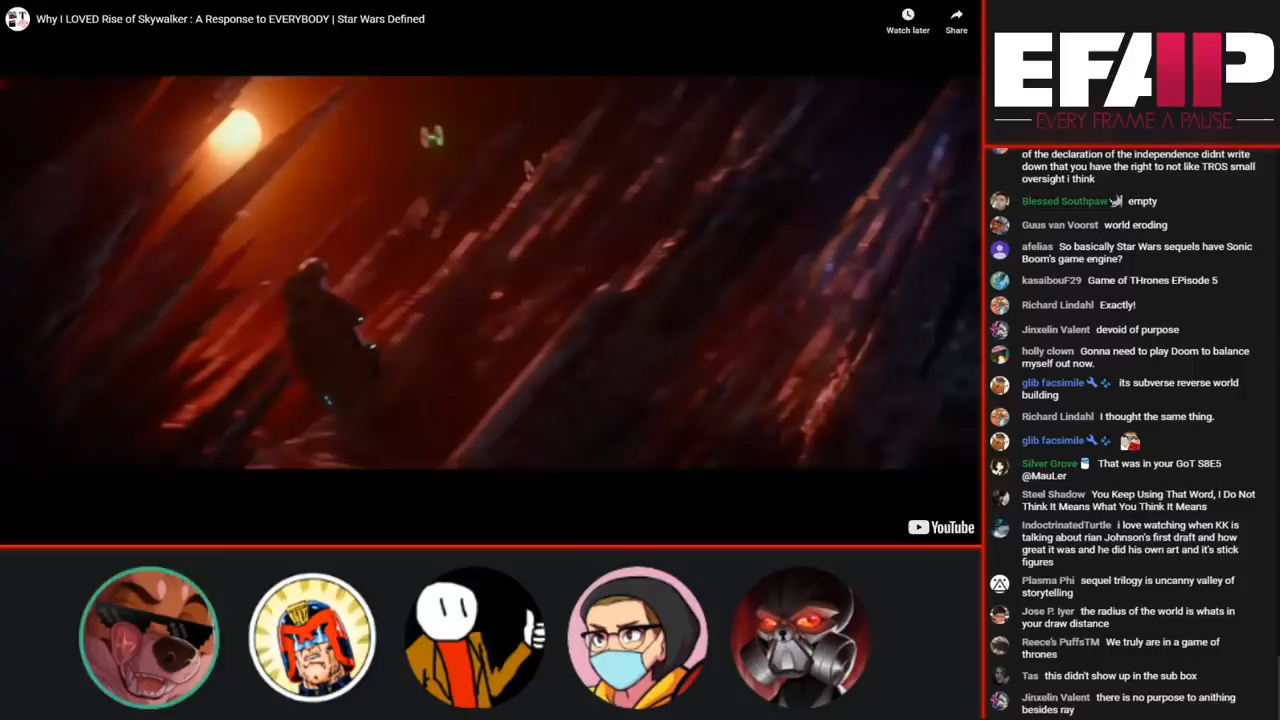 Why I LOVED Rise of Skywalker : A Response to EVERYBODY | Star Wars Defined
Watch later
Share
YouTube
EFAP
EVERY FRAME A PAUSE
of the declaration of the independence didnt write
down that you have the right to not like TROS small
oversight i think
Blessed Southpaw empty
Guus van Voorst world eroding
afelias So basically Star Wars sequels have Sonic
Boom's game engine?
kasaibouF29 Game of THrones EPisode 5
Richard Lindahl Exactly!
Jinxelin Valent devoid of purpose
holly clown Gonna need to play Doom to balance
myself out now.
glib facsimile its subverse reverse world
building
Richard Lindahl I thought the same thing.
glib facsimile
Silver Grove That was in your GoT S8E5
@MauLer
Steel Shadow You Keep Using That Word, I Do Not
Think It Means What You Think It Means
IndoctrinatedTurtle i love watching when KK is
talking about rian Johnson's first draft and how
great it was and he did his own art and it's stick
figures
Plasma Phi sequel trilogy is uncanny valley of
storytelling
Jose P. Iyer the radius of the world is whats in
your draw distance
Reece's PuffsTM We truly are in a game of
thrones
Tas this didn't show up in the sub box
Jinxelin Valent there is no purpose to anithing
besides ray